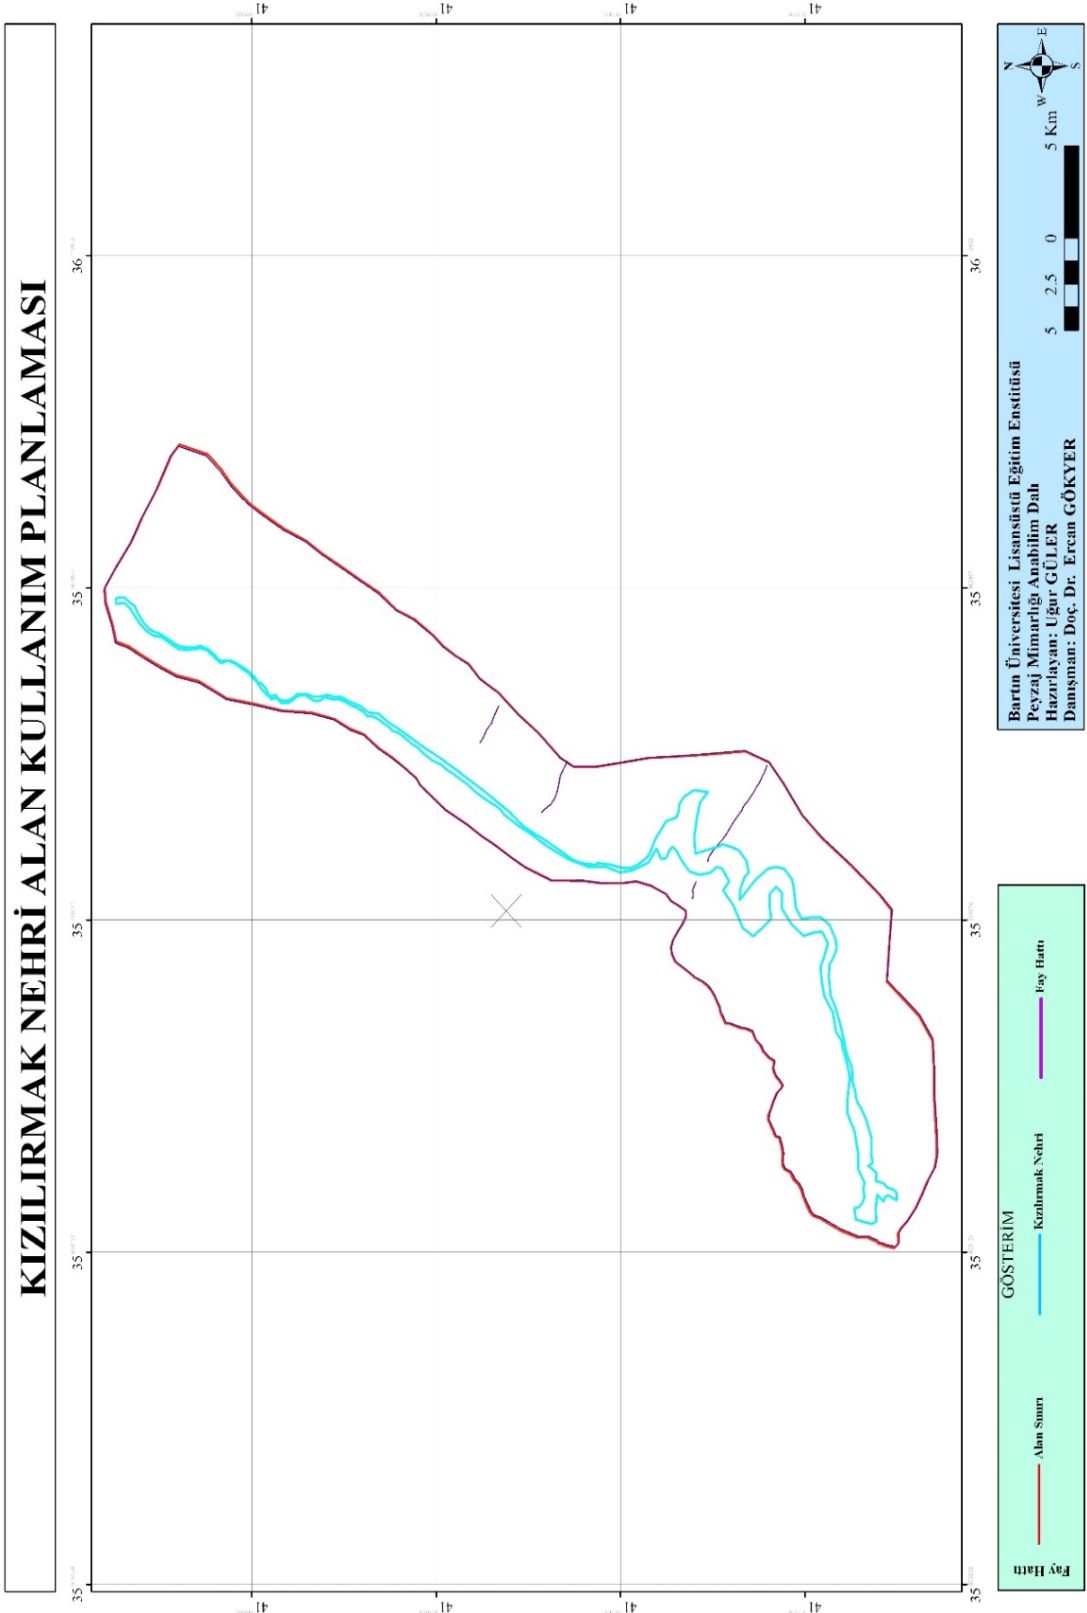 KIZILIRMAK NEHRİ ALAN KULLANIM PLANLAMASI
41
41
41
41
35
35
35
35
36
35
35
35
35
36
41
41
41
41
GÖSTERİM
Fay Hattı
Alan Sınırı
Kızılırmak Nehri
Fay Hattı
Bartın Üniversitesi Lisansüstü Eğitim Enstitüsü
Peyzaj Mimarlığı Anabilim Dalı
Hazırlayan: Uğur GÜLER
Danışman: Doç. Dr. Ercan GÖKYER
5 2.5 0 5 Km
N
W E
S